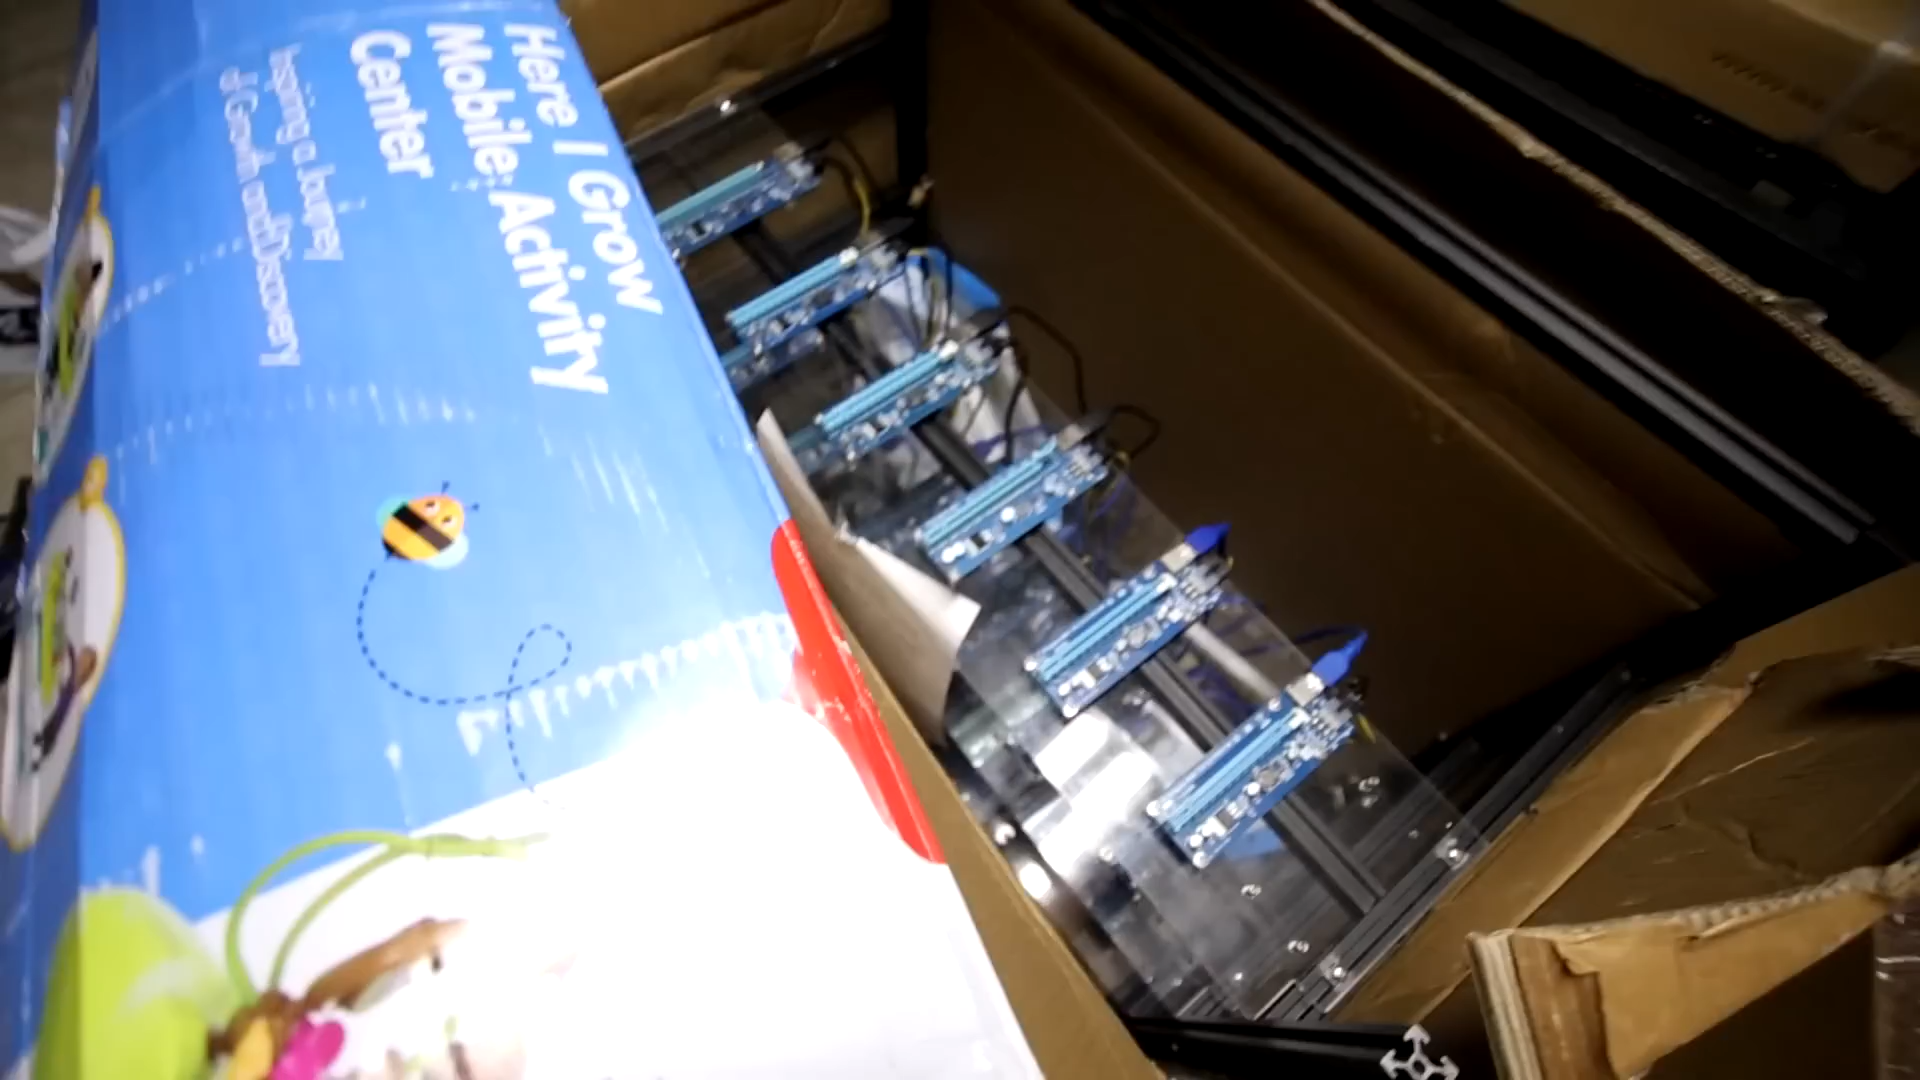 Here I Grow
Mobile Activity
Center
Inspiring a Journey
of Growth and Discovery